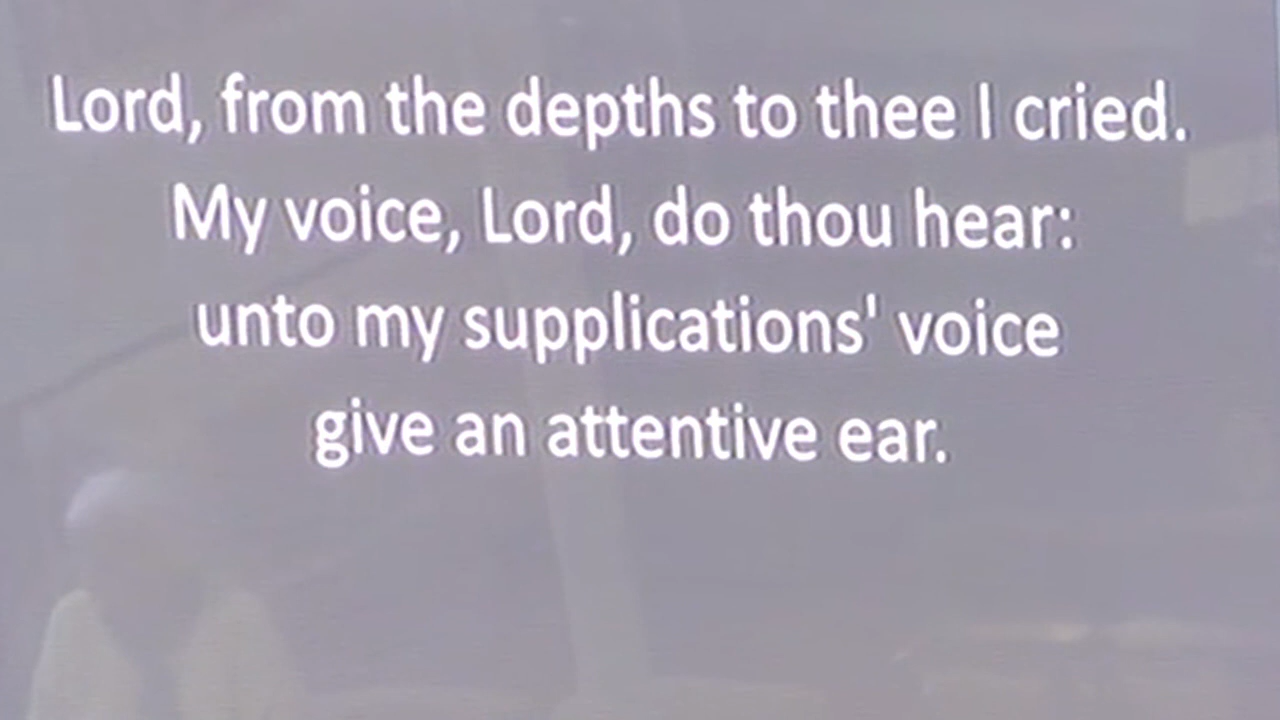 Lord, from the depths to thee I cried.
My voice, Lord, do thou hear:
unto my supplications' voice
give an attentive ear.